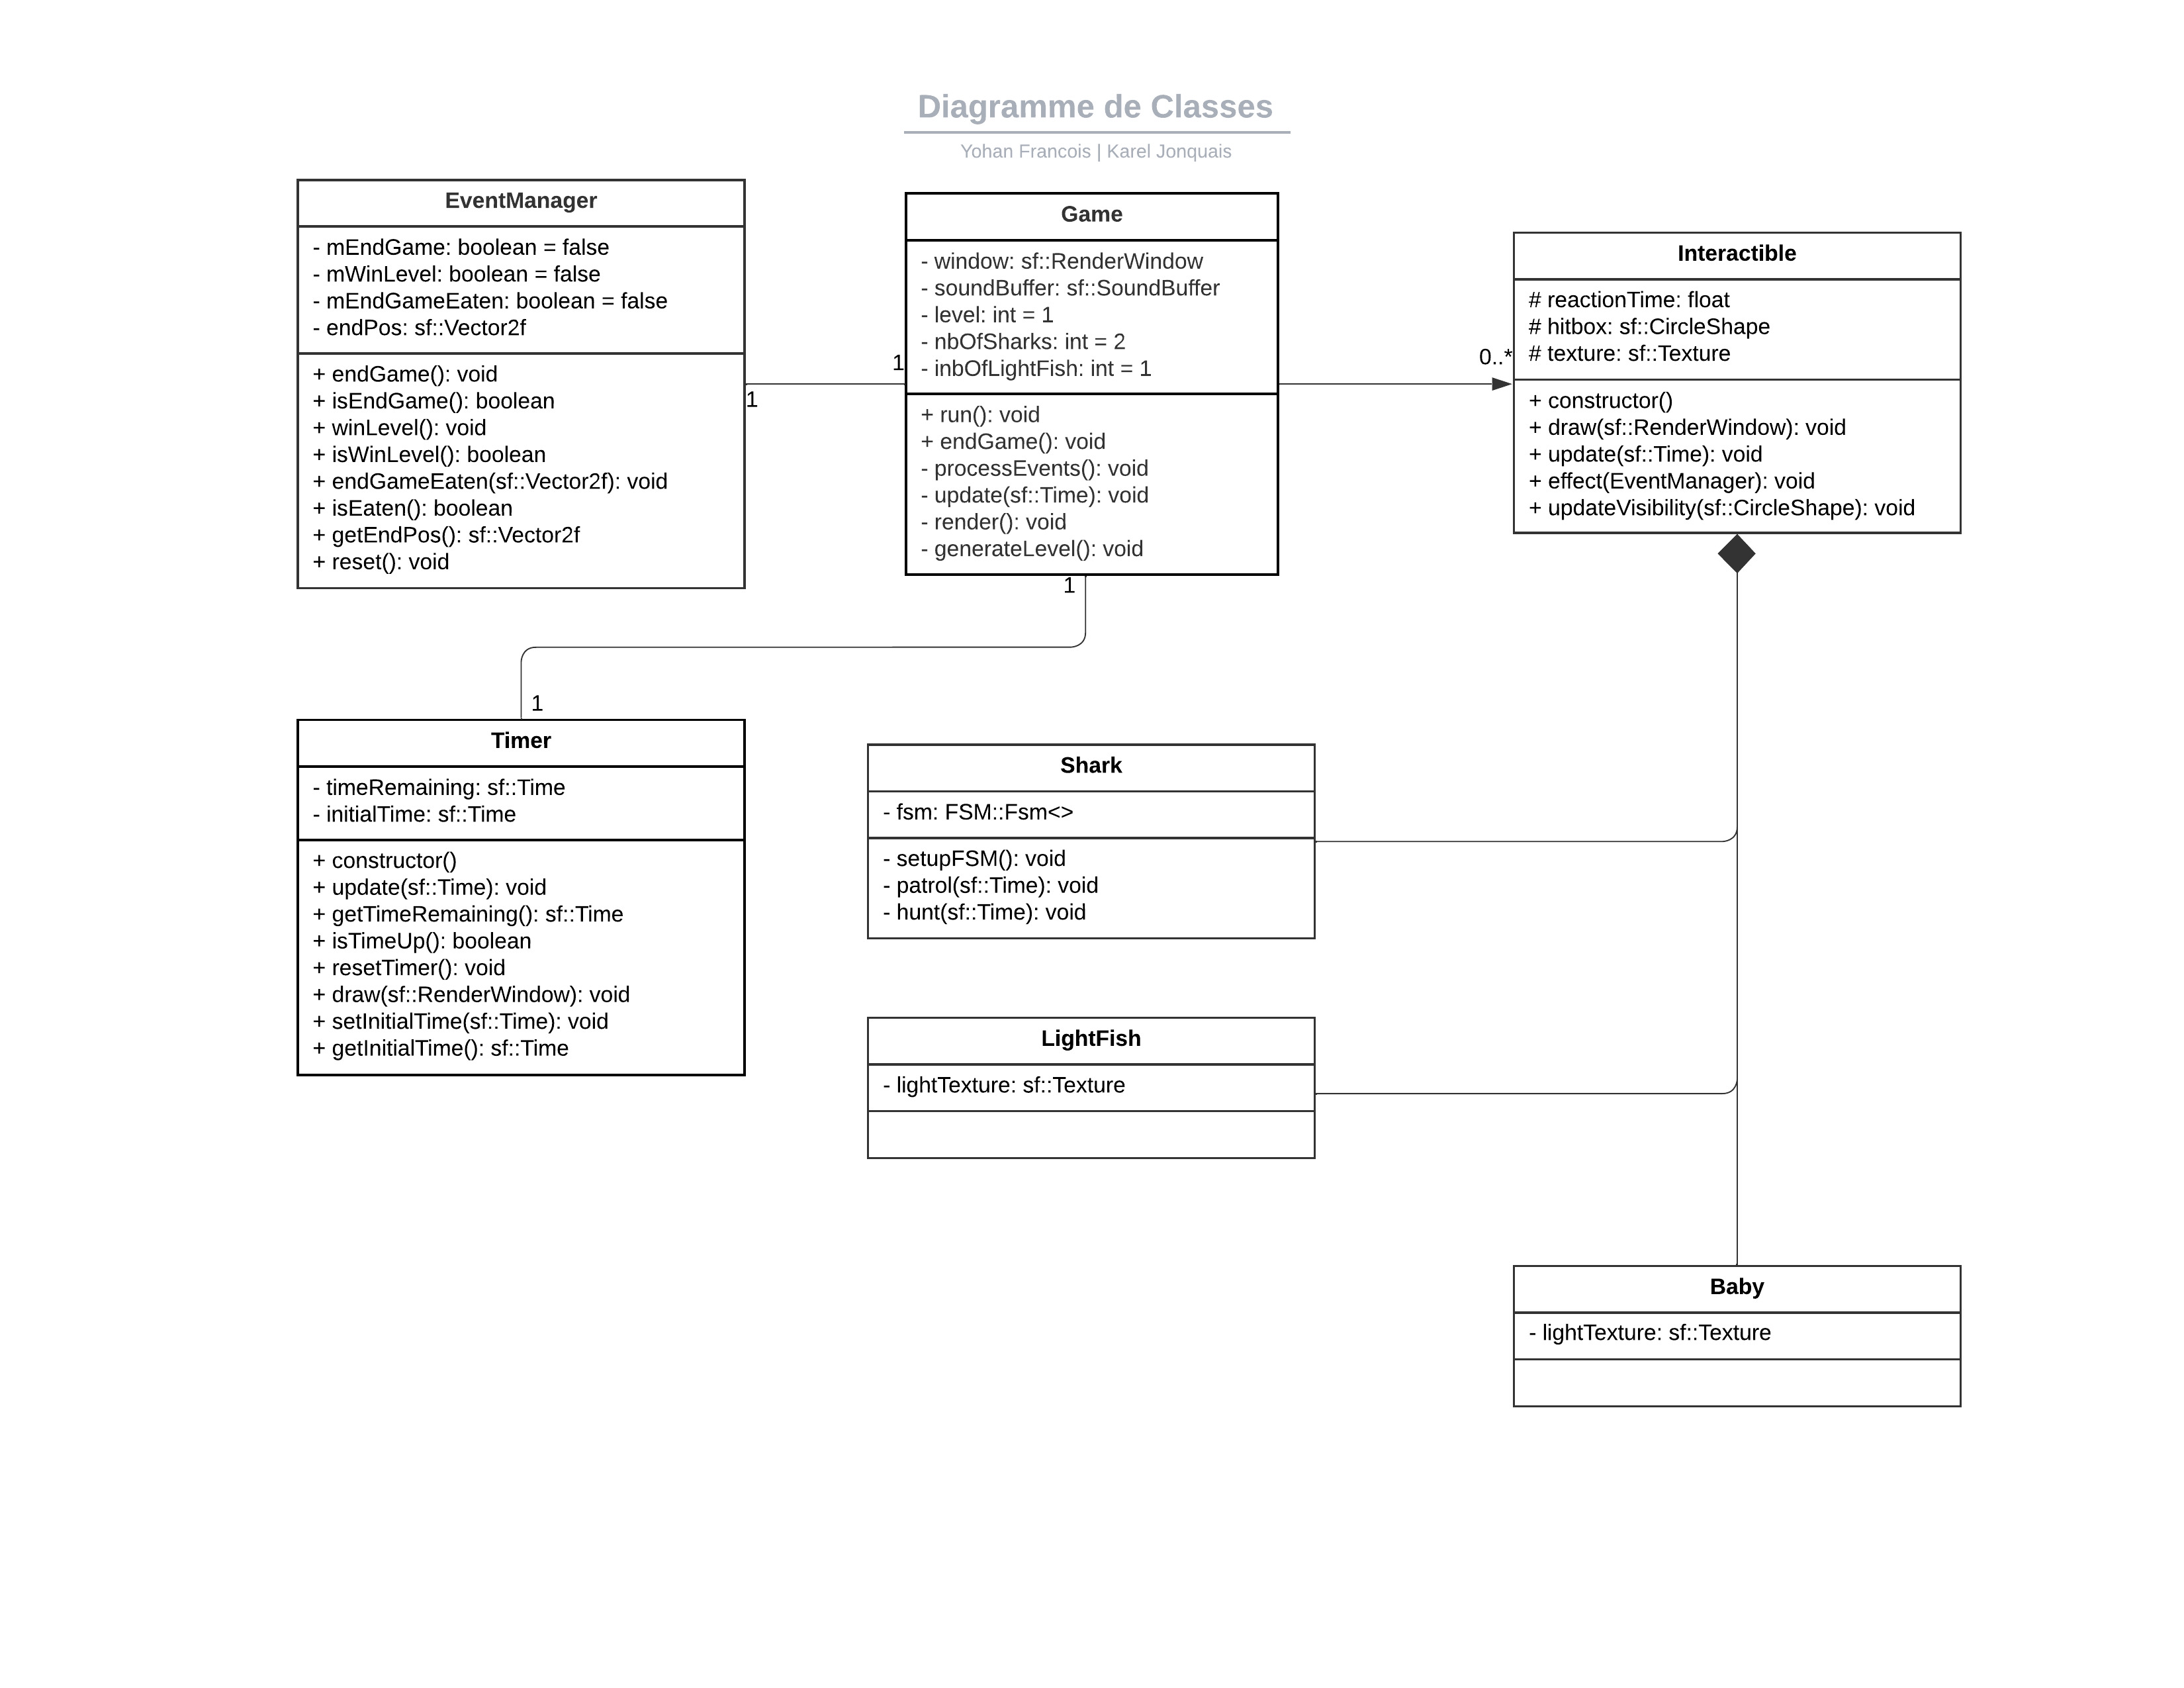 Diagramme de Classes
Yohan Francois | Karel Jonquais
EventManager
- mEndGame: boolean = false
- mWinLevel: boolean = false
- mEndGameEaten: boolean = false
- endPos: sf::Vector2f
+ endGame(): void
+ isEndGame(): boolean
+ winLevel(): void
+ isWinLevel(): boolean
+ endGameEaten(sf::Vector2f): void
+ isEaten(): boolean
+ getEndPos(): sf::Vector2f
+ reset(): void
1
1
Game
- window: sf::RenderWindow
- soundBuffer: sf::SoundBuffer
- level: int = 1
- nbOfSharks: int = 2
- inbOfLightFish: int = 1
+ run(): void
+ endGame(): void
- processEvents(): void
- update(sf::Time): void
- render(): void
- generateLevel(): void
1
0..*
Interactible
# reactionTime: float
# hitbox: sf::CircleShape
# texture: sf::Texture
+ constructor()
+ draw(sf::RenderWindow): void
+ update(sf::Time): void
+ effect(EventManager): void
+ updateVisibility(sf::CircleShape): void
1
Timer
- timeRemaining: sf::Time
- initialTime: sf::Time
+ constructor()
+ update(sf::Time): void
+ getTimeRemaining(): sf::Time
+ isTimeUp(): boolean
+ resetTimer(): void
+ draw(sf::RenderWindow): void
+ setInitialTime(sf::Time): void
+ getInitialTime(): sf::Time
Shark
- fsm: FSM::Fsm<>
- setupFSM(): void
- patrol(sf::Time): void
- hunt(sf::Time): void
LightFish
- lightTexture: sf::Texture
Baby
- lightTexture: sf::Texture